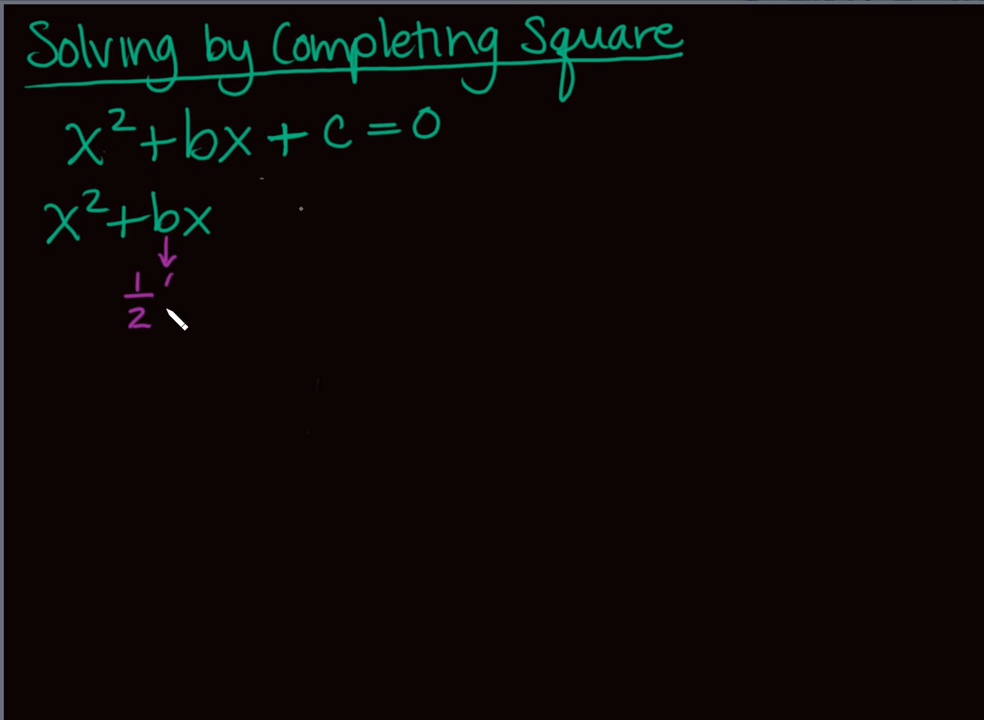 Solving by Completing Square
x² + bx + c = 0
x² + bx
1/2